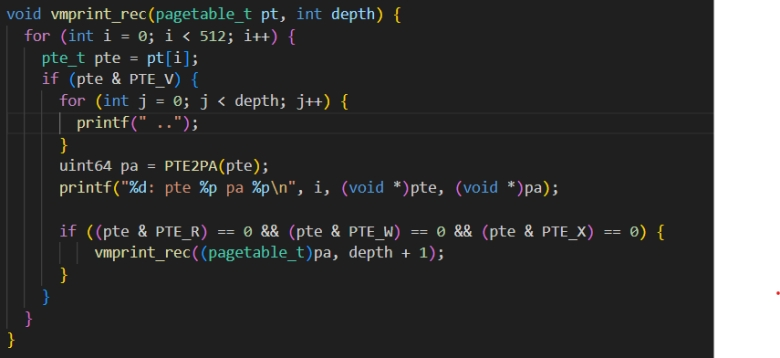 void vmprint_rec(pagetable_t pt, int depth) {
  for (int i = 0; i < 512; i++) {
    pte_t pte = pt[i];
    if (pte & PTE_V) {
      for (int j = 0; j < depth; j++) {
        printf(" ..");
      }
      uint64 pa = PTE2PA(pte);
      printf("%d: pte %p pa %p\n", i, (void *)pte, (void *)pa);

      if ((pte & PTE_R) == 0 && (pte & PTE_W) == 0 && (pte & PTE_X) == 0) {
          vmprint_rec((pagetable_t)pa, depth + 1);
      }
    }
  }
}